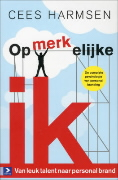 CEES HARMSEN
Opmerkelijke
ik
Van leuk talent naar personal brand